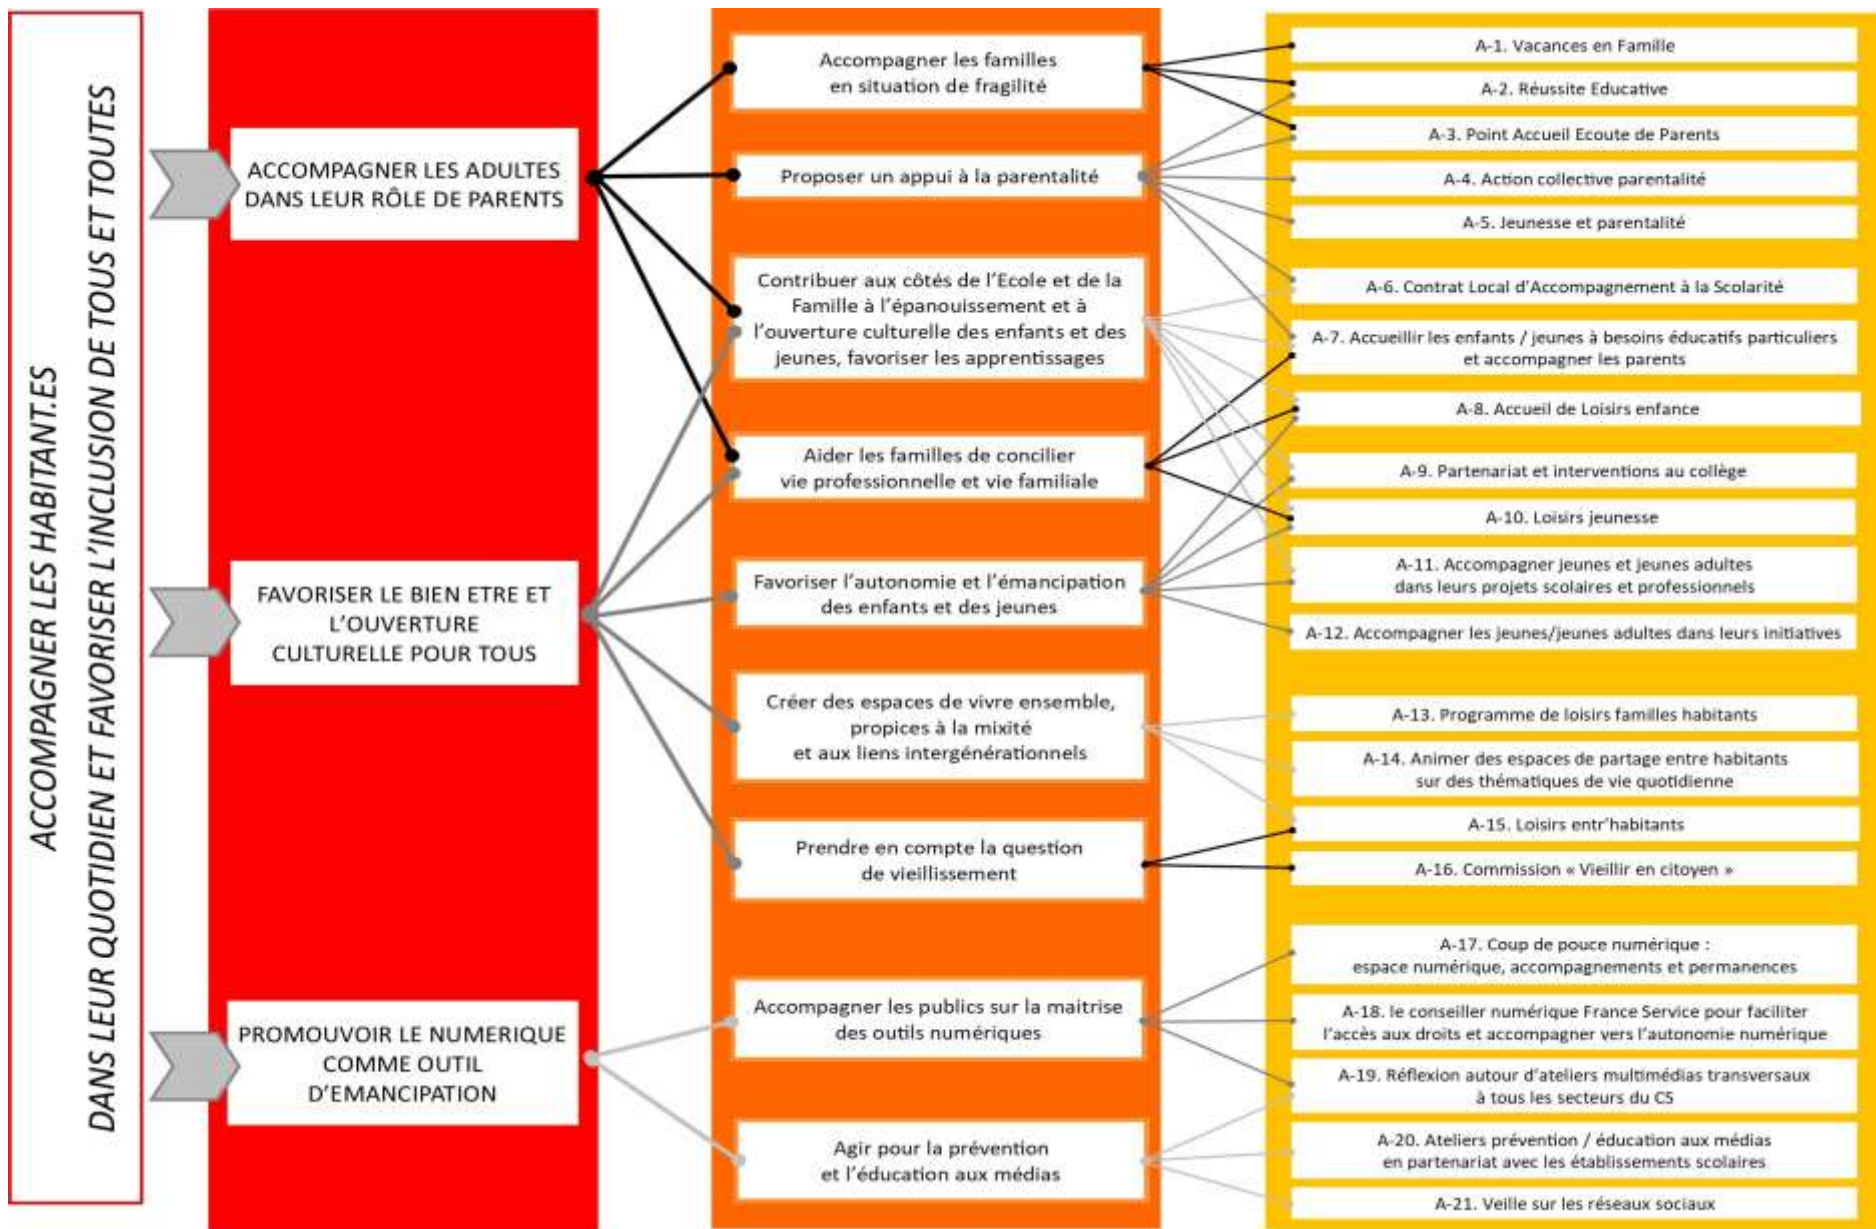 ACCOMPAGNER LES HABITANT.ES
DANS LEUR QUOTIDIEN ET FAVORISER L'INCLUSION DE TOUS ET TOUTES
ACCOMPAGNER LES ADULTES
DANS LEUR RÔLE DE PARENTS
FAVORISER LE BIEN ETRE ET
L'OUVERTURE
CULTURELLE POUR TOUS
PROMOUVOIR LE NUMERIQUE
COMME OUTIL
D'EMANCIPATION
Accompagner les familles
en situation de fragilité
Proposer un appui à la parentalité
Contribuer aux côtés de l'Ecole et de la
Famille à l'épanouissement et à
l'ouverture culturelle des enfants et des
jeunes, favoriser les apprentissages
Aider les familles de concilier
vie professionnelle et vie familiale
Favoriser l'autonomie et l'émancipation
des enfants et des jeunes
Créer des espaces de vivre ensemble,
propices à la mixité
et aux liens intergénérationnels
Prendre en compte la question
de vieillissement
Accompagner les publics sur la maitrise
des outils numériques
Agir pour la prévention
et l'éducation aux médias
A-1. Vacances en Famille
A-2. Réussite Educative
A-3. Point Accueil Ecoute de Parents
A-4. Action collective parentalité
A-5. Jeunesse et parentalité
A-6. Contrat Local d'Accompagnement à la Scolarité
A-7. Accueillir les enfants / jeunes à besoins éducatifs particuliers
et accompagner les parents
A-8. Accueil de Loisirs enfance
A-9. Partenariat et interventions au collège
A-10. Loisirs jeunesse
A-11. Accompagner jeunes et jeunes adultes
dans leurs projets scolaires et professionnels
A-12. Accompagner les jeunes/jeunes adultes dans leurs initiatives
A-13. Programme de loisirs familles habitants
A-14. Animer des espaces de partage entre habitants
sur des thématiques de vie quotidienne
A-15. Loisirs entr'habitants
A-16. Commission « Vieillir en citoyen »
A-17. Coup de pouce numérique :
espace numérique, accompagnements et permanences
A-18. le conseiller numérique France Service pour faciliter
l'accès aux droits et accompagner vers l'autonomie numérique
A-19. Réflexion autour d'ateliers multimédias transversaux
à tous les secteurs du CS
A-20. Ateliers prévention / éducation aux médias
en partenariat avec les établissements scolaires
A-21. Veille sur les réseaux sociaux